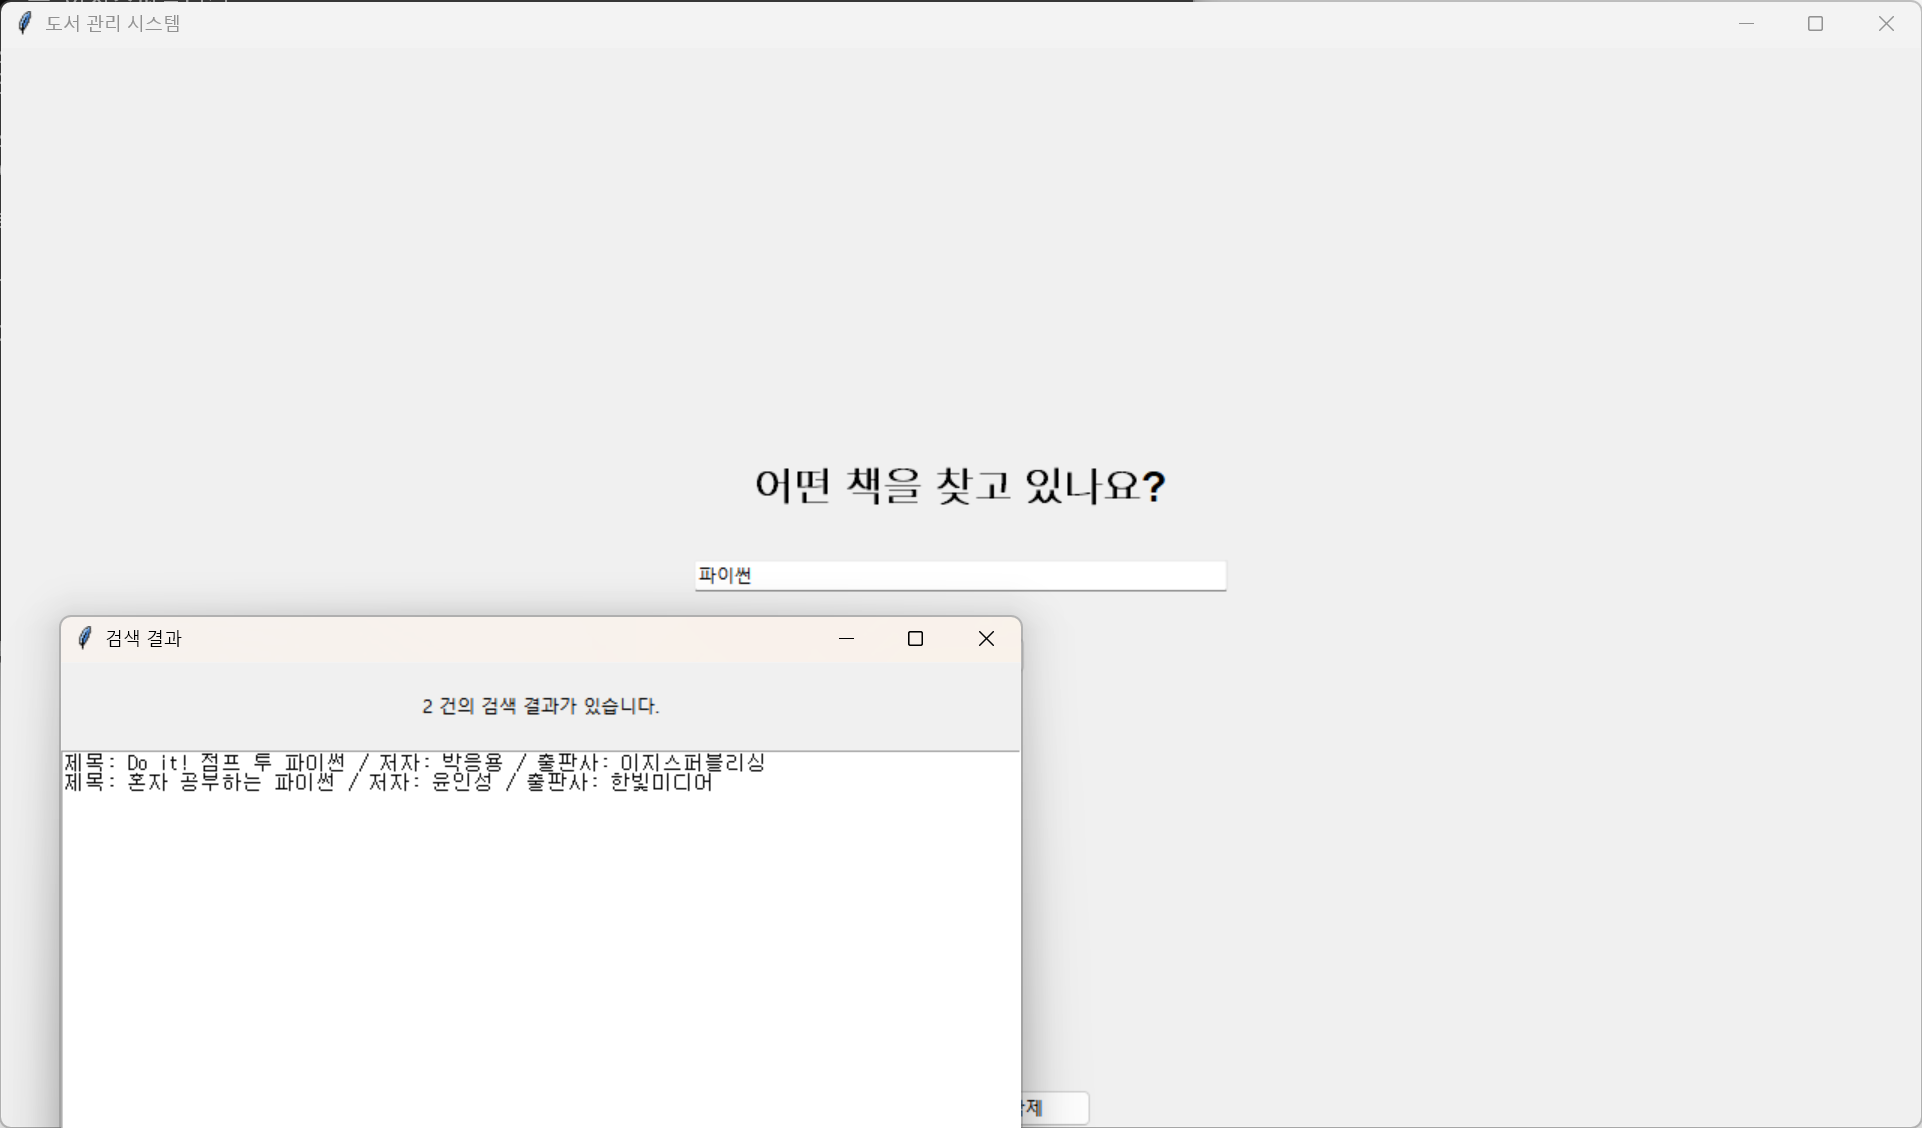 도서 관리 시스템
어떤 책을 찾고 있나요?
파이썬
검색 결과
2 건의 검색 결과가 있습니다.
제목: Do it! 점프 투 파이썬 / 저자: 박응용 / 출판사: 이지스퍼블리싱
제목: 혼자 공부하는 파이썬 / 저자: 윤인성 / 출판사: 한빛미디어
제